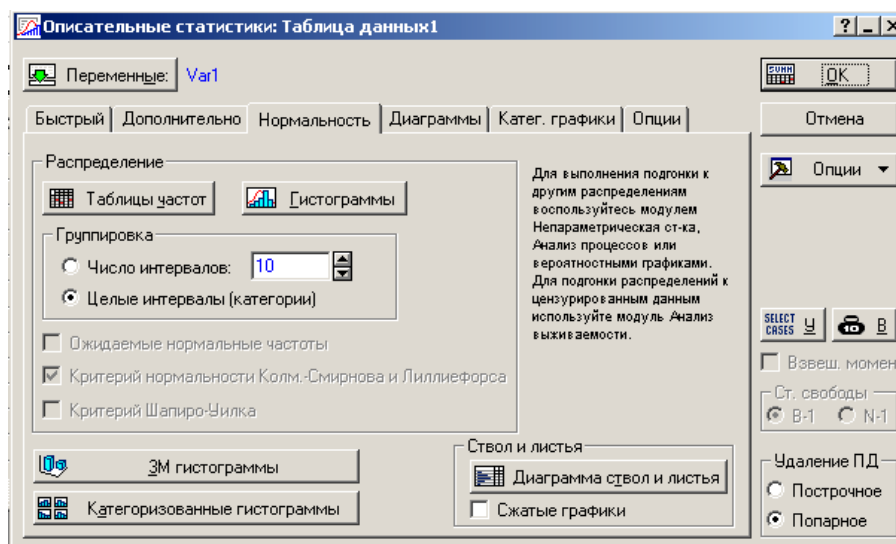 Описательные статистики: Таблица данных1
Переменные: Var1
Быстрый Дополнительно Нормальность Диаграммы Катег. графики Опции
Распределение
Таблицы частот Гистограммы
Группировка
Число интервалов: 10
Целые интервалы (категории)
Ожидаемые нормальные частоты
Критерий нормальности Колм.-Смирнова и Лиллиефорса
Критерий Шапиро-Уилка
Для выполнения подгонки к
другим распределениям
воспользуйтесь модулем
Непараметрическая ст-ка,
Анализ процессов или
вероятностными графиками.
Для подгонки распределений к
цензурированным данным
используйте модуль Анализ
выживаемости.
3М гистограммы
Категоризованные гистограммы
Ствол и листья
Диаграмма ствол и листья
Сжатые графики
SUMM OK
Отмена
Опции
SELECT
CASES У В
Взвеш. момен
Ст. свободы
В-1 N-1
Удаление ПД
Построчное
Попарное